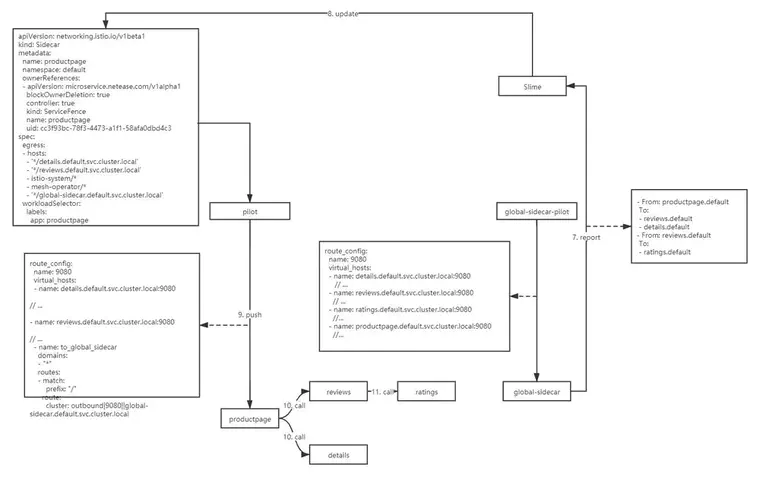 8. update
apiVersion: networking.istio.io/v1beta1
kind: Sidecar
metadata:
name: productpage
namespace: default
ownerReferences:
- apiVersion: microservice.netease.com/v1alpha1
blockOwnerDeletion: true
controller: true
kind: ServiceFence
name: productpage
uid: cc3f93bc-78f3-4473-a1f1-58afa0dbd4c3
spec:
egress:
- hosts:
- '*/details.default.svc.cluster.local'
- '*/reviews.default.svc.cluster.local'
- istio-system/*
- mesh-operator/*
- '*/global-sidecar.default.svc.cluster.local'
workloadSelector:
labels:
app: productpage
Slime
pilot
global-sidecar-pilot
7. report
- From: productpage.default
To:
- reviews.default
- details.default
- From: reviews.default
To:
- ratings.default
route_config:
name: 9080
virtual_hosts:
- name: details.default.svc.cluster.local:9080
// ...
- name: reviews.default.svc.cluster.local:9080
// ...
- name: to_global_sidecar
domains:
- "*"
routes:
- match:
prefix: "/"
route:
cluster: outbound|9080||global-
sidecar.default.svc.cluster.local
9. push
route_config:
name: 9080
virtual_hosts:
- name: details.default.svc.cluster.local:9080
// ...
- name: reviews.default.svc.cluster.local:9080
// ...
- name: ratings.default.svc.cluster.local:9080
//...
- name: productpage.default.svc.cluster.local:9080
//...
productpage
10. call
reviews
11. call
ratings
10. call
details
global-sidecar